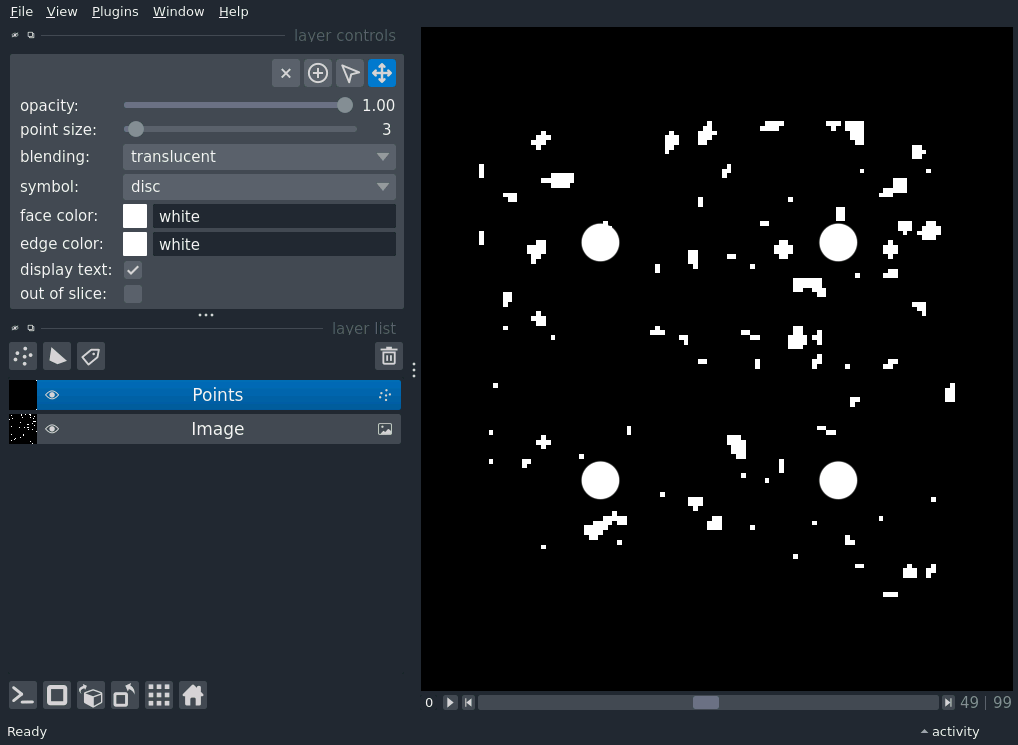 File View Plugins Window Help
layer controls
opacity: 1.00
point size: 3
blending: translucent
symbol: disc
face color: white
edge color: white
display text:
out of slice:
layer list
Points
Image
0 49 | 99
Ready activity